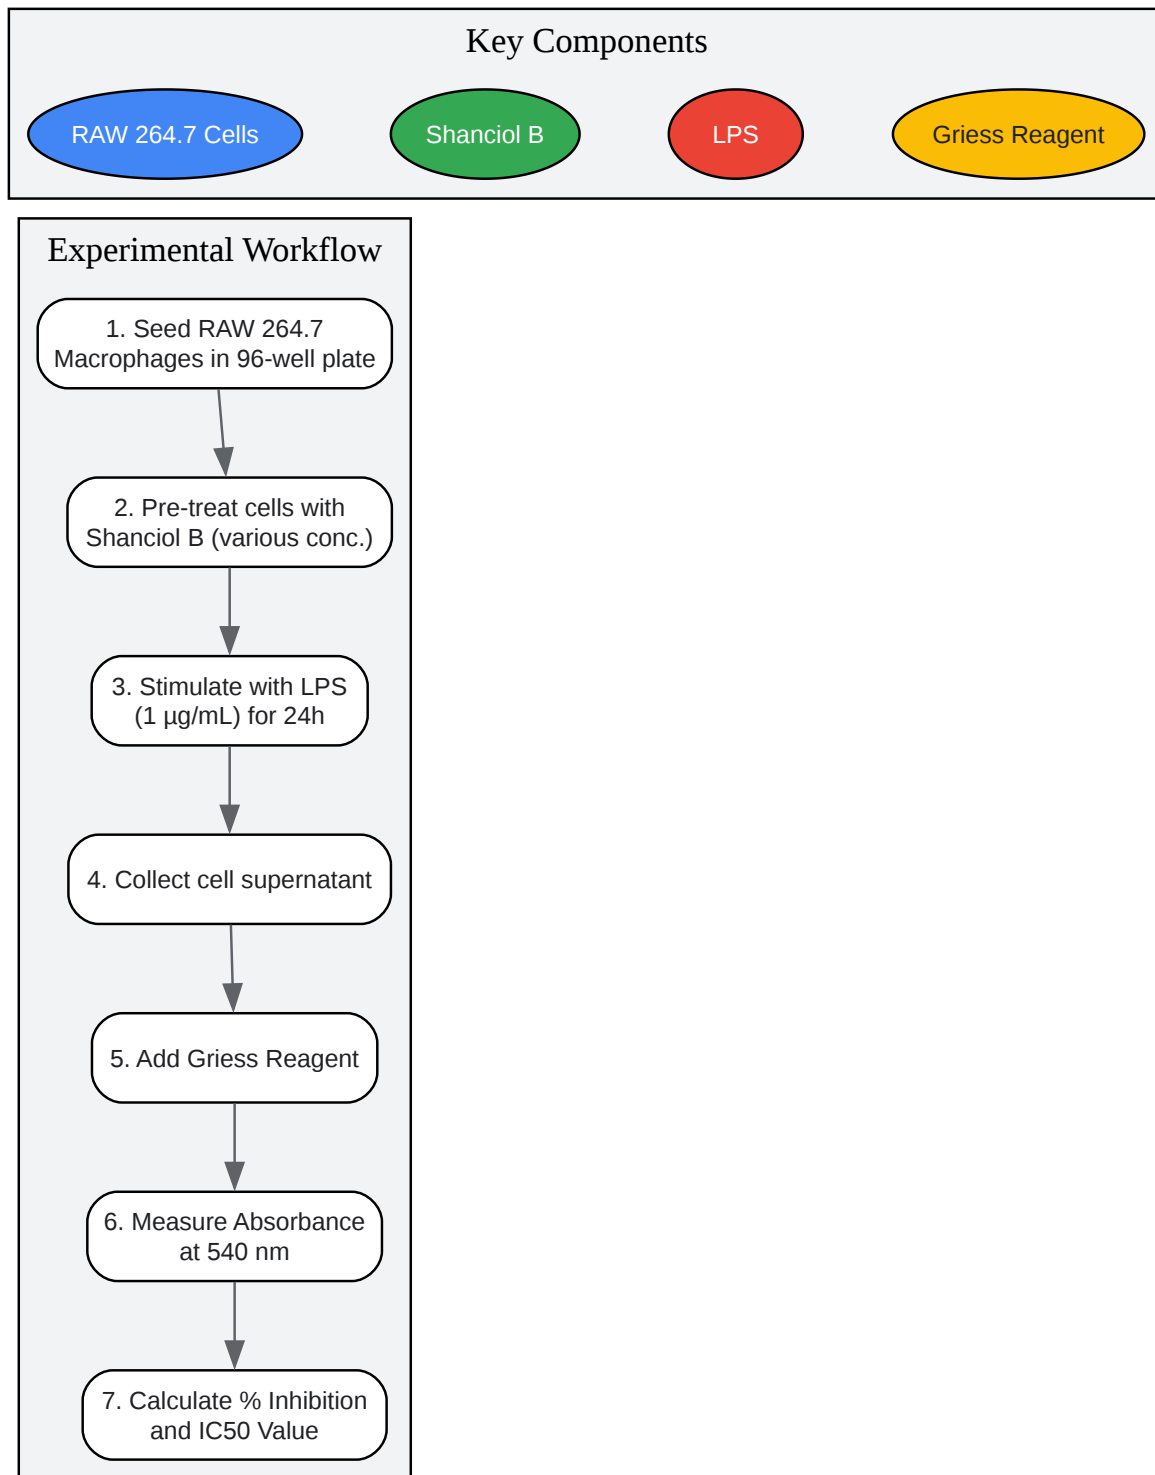 Key Components
RAW 264.7 Cells
Shanciol B
LPS
Griess Reagent
Experimental Workflow
1. Seed RAW 264.7
Macrophages in 96-well plate
2. Pre-treat cells with
Shanciol B (various conc.)
3. Stimulate with LPS
(1 µg/mL) for 24h
4. Collect cell supernatant
5. Add Griess Reagent
6. Measure Absorbance
at 540 nm
7. Calculate % Inhibition
and IC50 Value